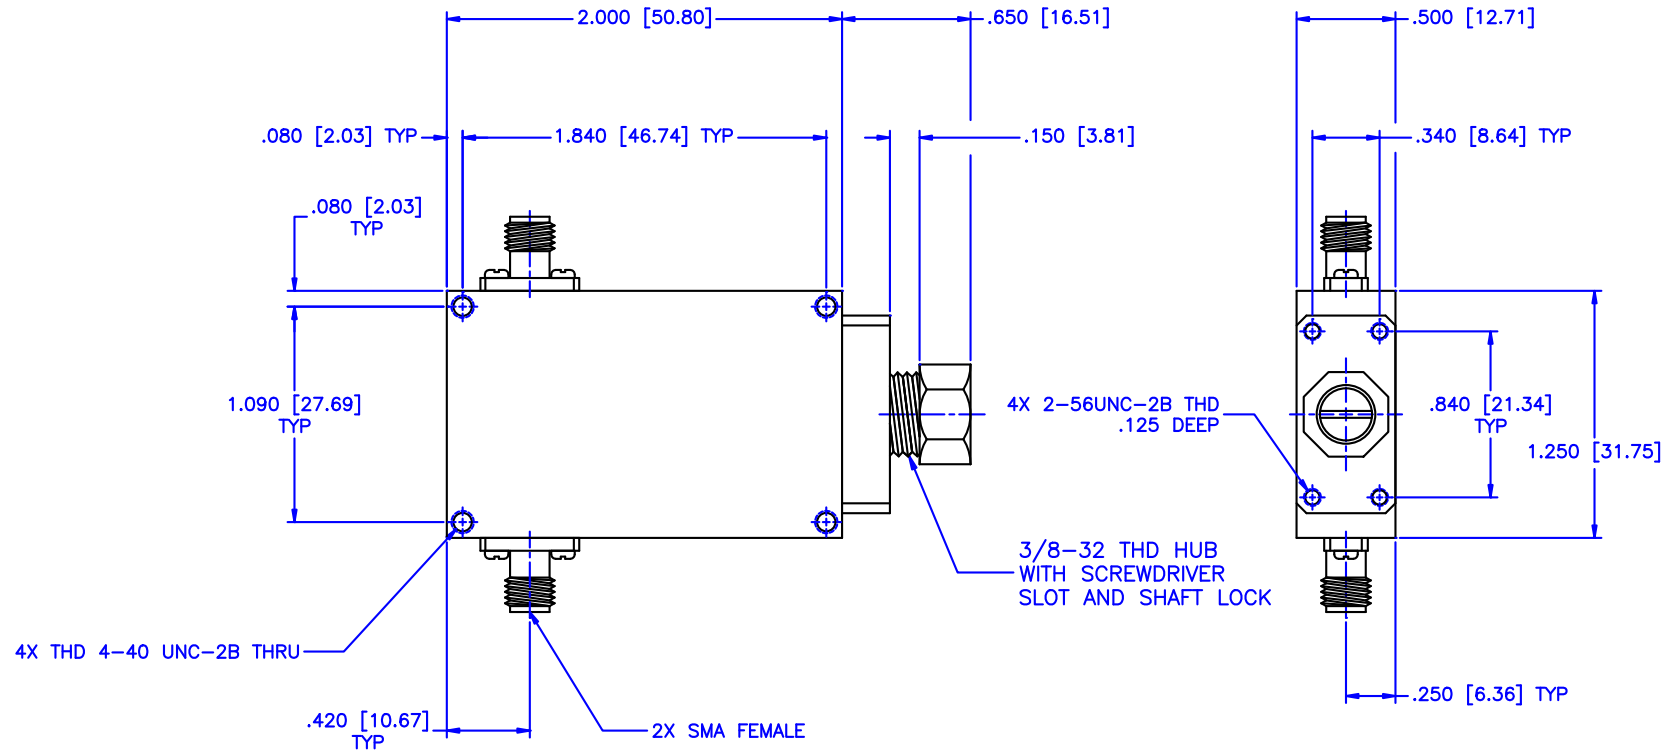 2.000 [50.80]
.650 [16.51]
.500 [12.71]
.080 [2.03] TYP
1.840 [46.74] TYP
.150 [3.81]
.340 [8.64] TYP
.080 [2.03]
TYP
1.090 [27.69]
TYP
4X 2-56UNC-2B THD
.125 DEEP
.840 [21.34]
TYP
1.250 [31.75]
3/8-32 THD HUB
WITH SCREWDRIVER
SLOT AND SHAFT LOCK
4X THD 4-40 UNC-2B THRU
.250 [6.36] TYP
.420 [10.67]
TYP
2X SMA FEMALE